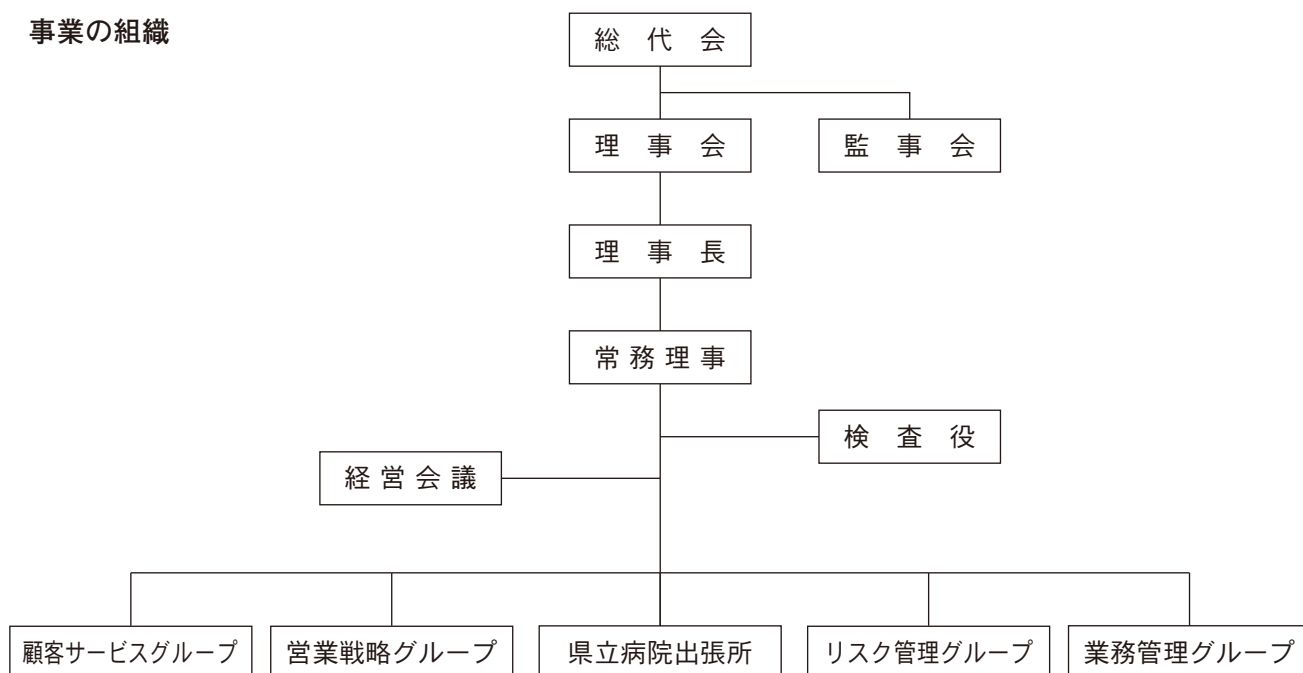 事業の組織
総代会
理事会
監事会
理事長
常務理事
検査役
経営会議
顧客サービスグループ
営業戦略グループ
県立病院出張所
リスク管理グループ
業務管理グループ